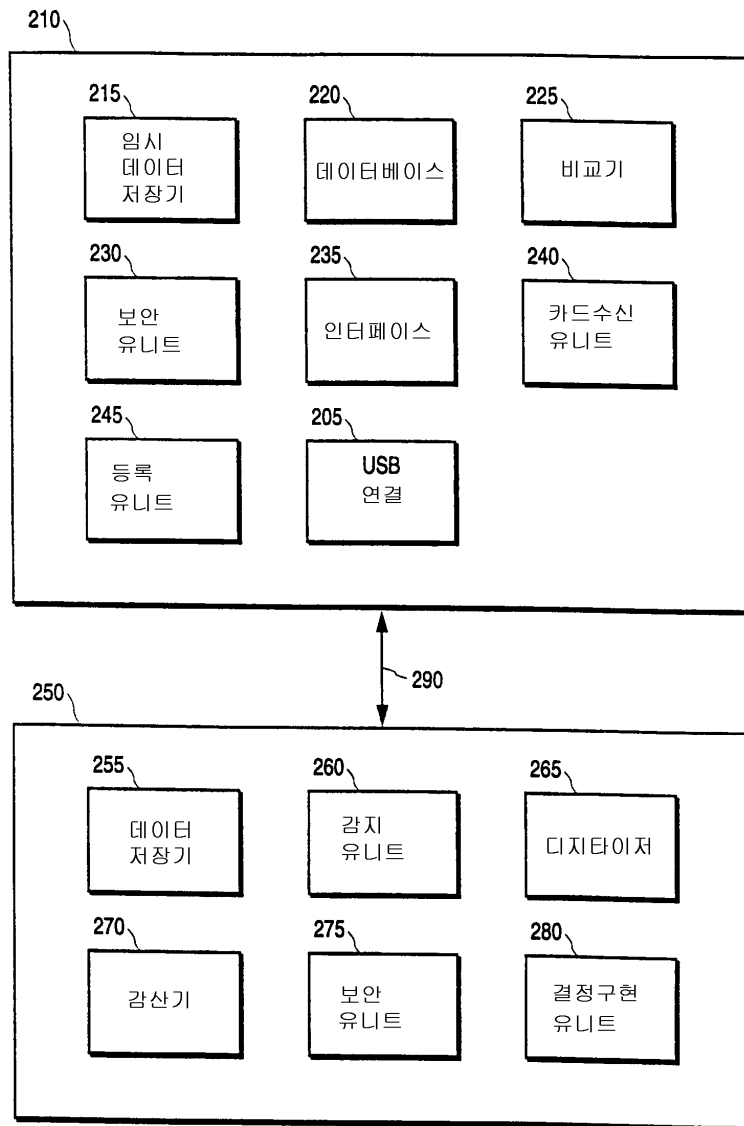 210
215
임시
데이터
저장기
220
데이터베이스
225
비교기
230
보안
유니트
235
인터페이스
240
카드수신
유니트
245
등록
유니트
205
USB
연결
290
250
255
데이터
저장기
260
감지
유니트
265
디지타이저
270
감산기
275
보안
유니트
280
결정구현
유니트